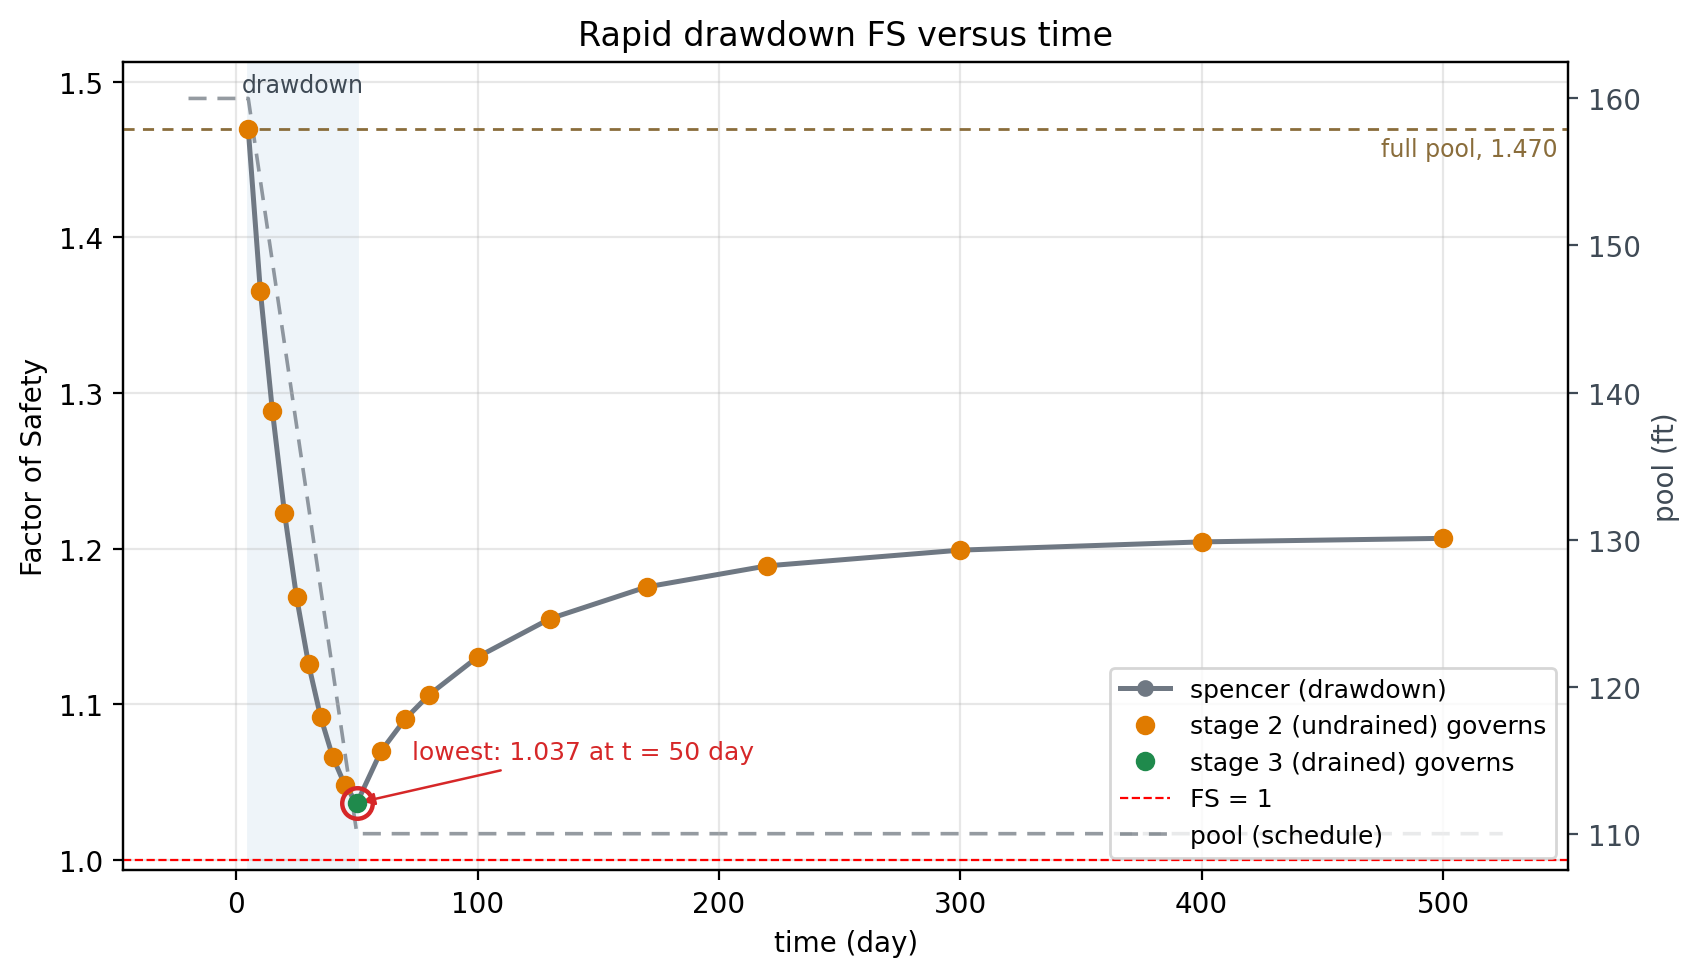 Rapid drawdown FS versus time
drawdown
full pool, 1.470
lowest: 1.037 at t = 50 day
Factor of Safety
1.5
1.4
1.3
1.2
1.1
1.0
160
150
140
130
120
110
pool (ft)
spencer (drawdown)
stage 2 (undrained) governs
stage 3 (drained) governs
FS = 1
pool (schedule)
0 100 200 300 400 500
time (day)